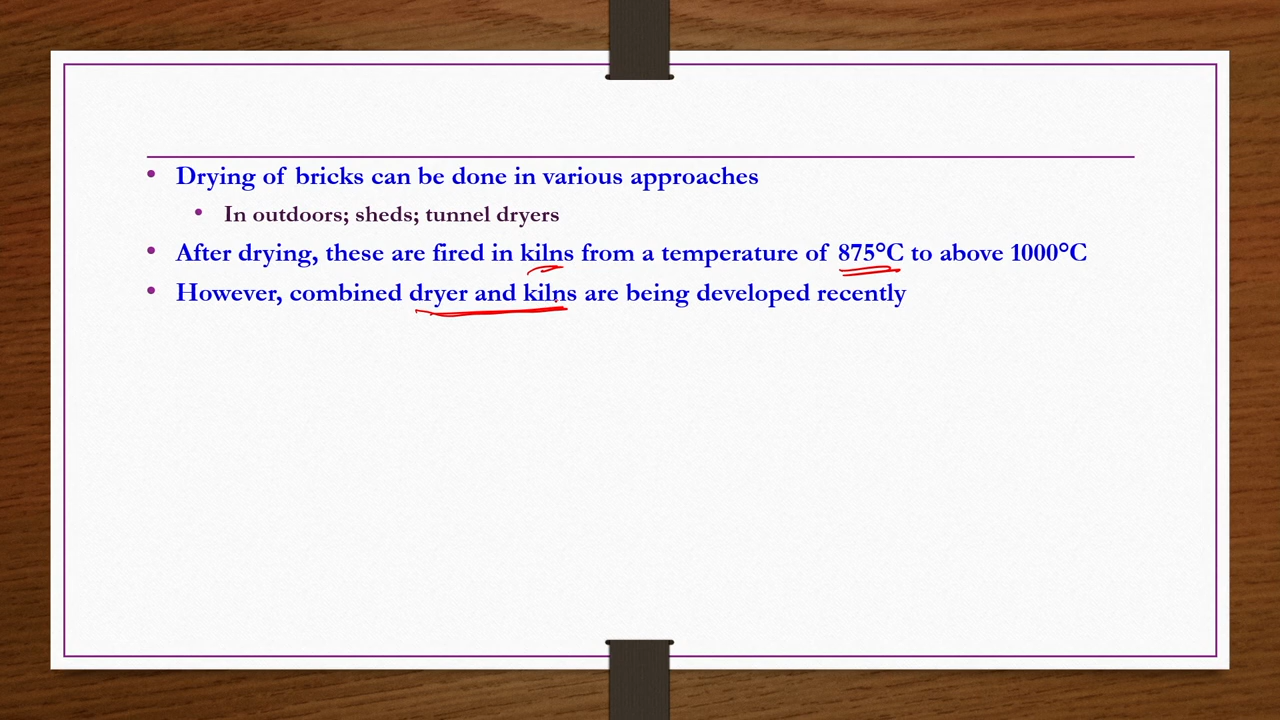 • Drying of bricks can be done in various approaches
• In outdoors; sheds; tunnel dryers
• After drying, these are fired in kilns from a temperature of 875°C to above 1000°C
• However, combined dryer and kilns are being developed recently